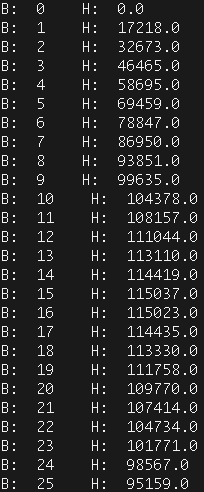 B:  0    H:  0.0
B:  1    H:  17218.0
B:  2    H:  32673.0
B:  3    H:  46465.0
B:  4    H:  58695.0
B:  5    H:  69459.0
B:  6    H:  78847.0
B:  7    H:  86950.0
B:  8    H:  93851.0
B:  9    H:  99635.0
B:  10    H:  104378.0
B:  11    H:  108157.0
B:  12    H:  111044.0
B:  13    H:  113110.0
B:  14    H:  114419.0
B:  15    H:  115037.0
B:  16    H:  115023.0
B:  17    H:  114435.0
B:  18    H:  113330.0
B:  19    H:  111758.0
B:  20    H:  109770.0
B:  21    H:  107414.0
B:  22    H:  104734.0
B:  23    H:  101771.0
B:  24    H:  98567.0
B:  25    H:  95159.0